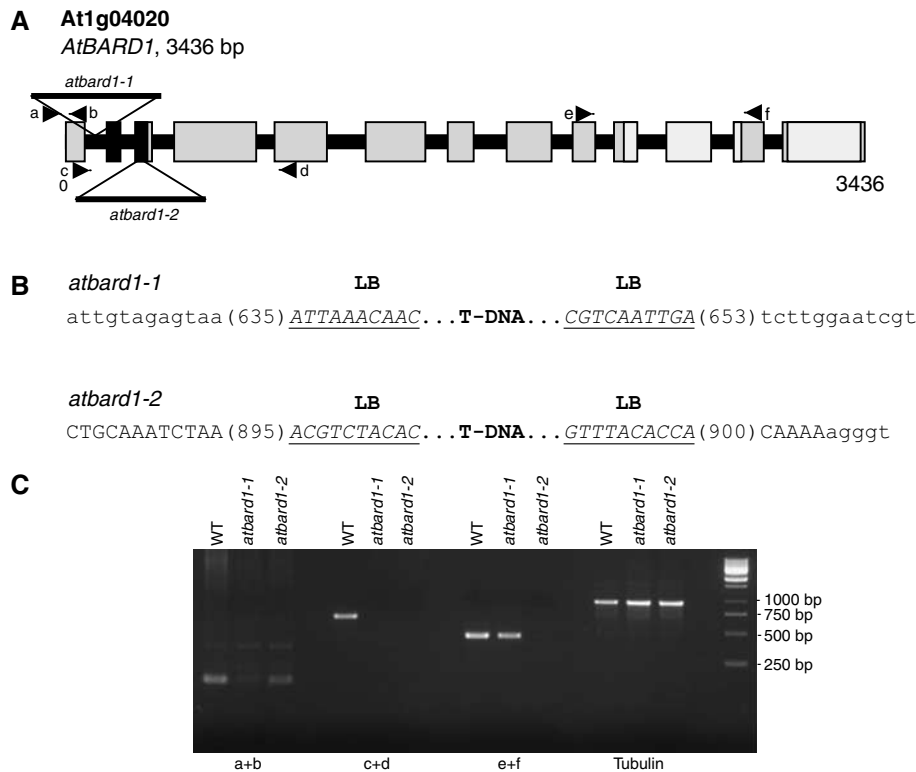 A At1g04020
AtBARD1, 3436 bp
atbard1-1
a b e f
c d
0 3436
atbard1-2
B atbard1-1 LB LB
attgtagagtaa(635)ATTAAACAAC...T-DNA...CGTCAATTGA(653)tcttggaatcgt
atbard1-2 LB LB
CTGCAAATCTAA(895)ACGTCTACAC...T-DNA...GTTTACACCA(900)CAAAAagggt
C
WT atbard1-1 atbard1-2 WT atbard1-1 atbard1-2 WT atbard1-1 atbard1-2 WT atbard1-1 atbard1-2
1000 bp
750 bp
500 bp
250 bp
a+b c+d e+f Tubulin